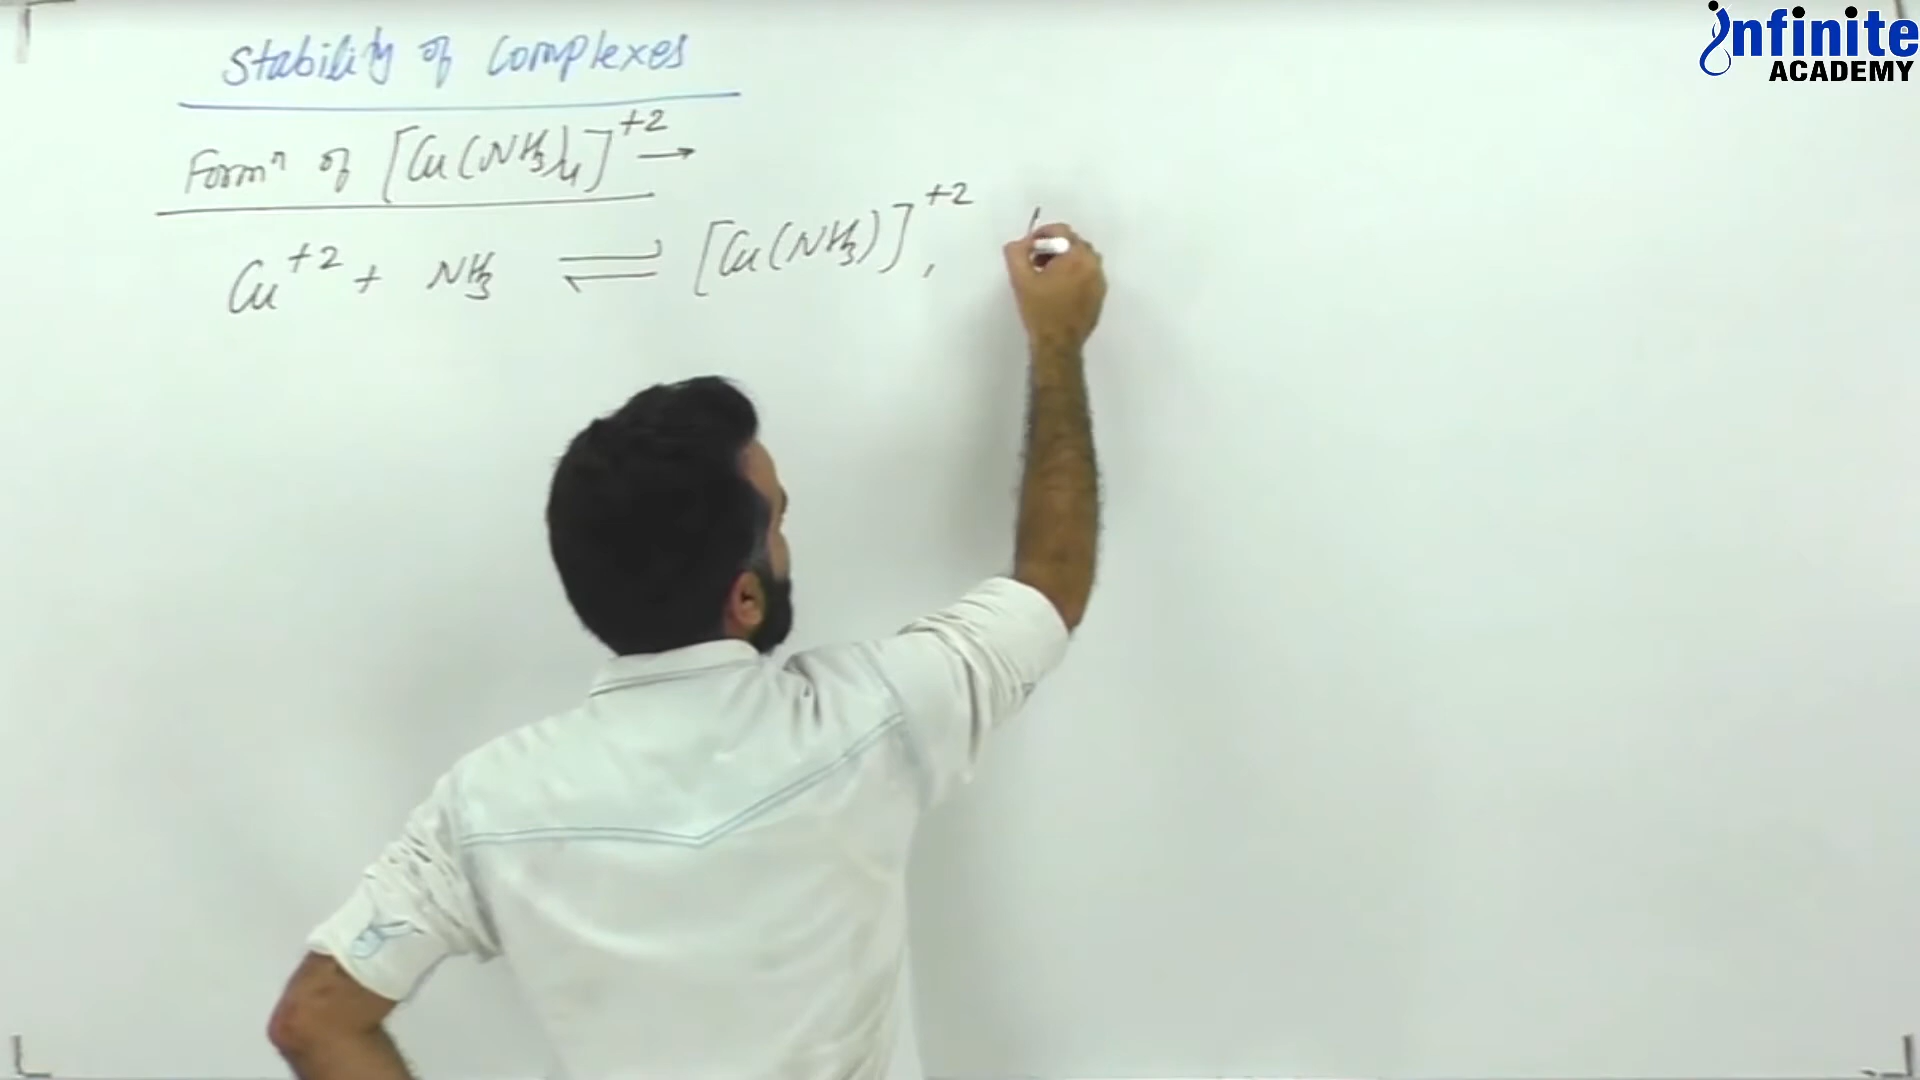 Stability of Complexes
Formⁿ of [Cu(NH₃)₄]⁺² →
Cu⁺² + NH₃ ⇌ [Cu(NH₃)]⁺² ,
infinite
ACADEMY